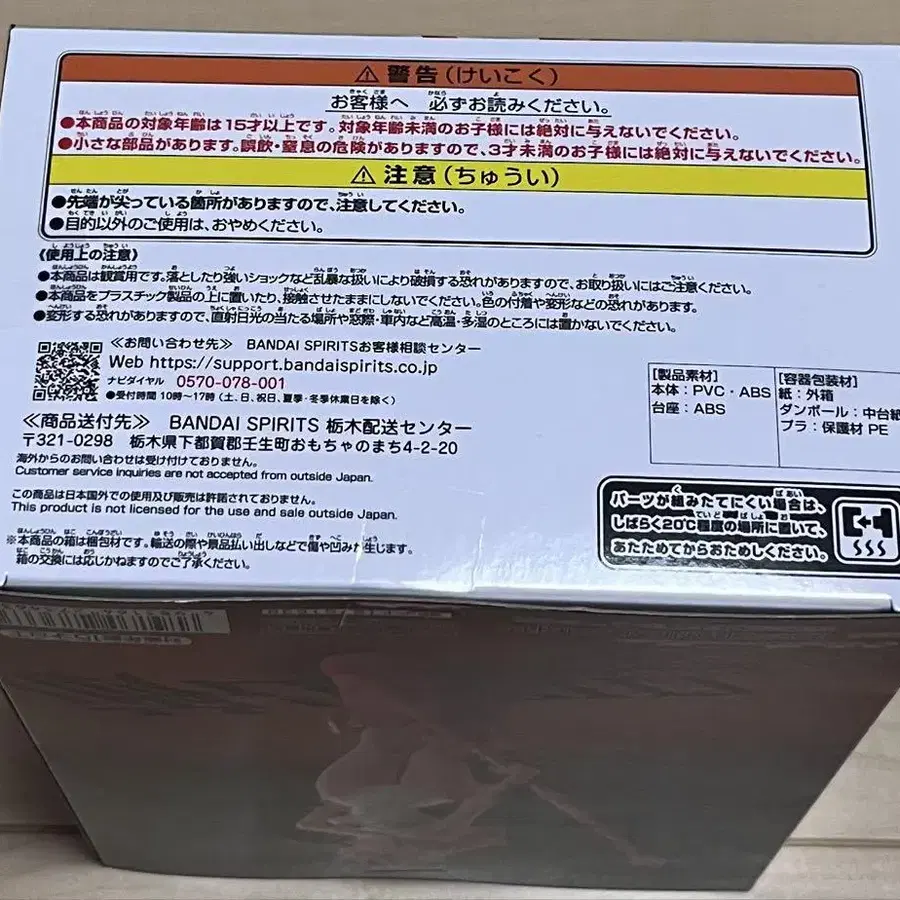 ⚠ 警告（けいこく）
お客様へ 必ずお読みください。
●本商品の対象年齢は15才以上です。対象年齢未満のお子様には絶対に与えないでください。
●小さな部品があります。誤飲・窒息の危険がありますので、3才未満のお子様には絶対に与えないでください。
⚠ 注意（ちゅうい）
●先端が尖っている箇所がありますので、注意してください。
●目的以外のご使用は、おやめください。
《使用上の注意》
●本商品は観賞用です。落としたり強いショックなど乱暴な扱いにより破損する恐れがありますので、お取り扱いにはご注意ください。
●本商品をプラスチック製品の上に置いたり、接触させたままにしないでください。色の付着や変形などの恐れがあります。
●変形する恐れがありますので、直射日光の当たる場所や窓際・車内など高温・多湿のところには置かないでください。
≪お問い合わせ先≫ BANDAI SPIRITSお客様相談センター
Web https://support.bandaispirits.co.jp
ナビダイヤル 0570-078-001
●受付時間 10時～17時（土、日、祝日、夏季・冬季休業日を除く）
≪商品送付先≫ BANDAI SPIRITS 栃木配送センター
〒321-0298 栃木県下都賀郡壬生町おもちゃのまち4-2-20
海外からのお問い合わせは受け付けておりません。
Customer service inquiries are not accepted from outside Japan.
この商品は日本国外での使用及び販売は許諾されておりません。
This product is not licensed for the use and sale outside Japan.
※本商品の箱は梱包材です。輸送の際や景品払い出しなどで傷や凹みが生じます。
箱の交換には応じかねますのでご了承ください。
[製品素材]
本体：PVC・ABS
台座：ABS
[容器包装材]
紙：外箱
ダンボール：中台紙
プラ：保護材 PE
パーツが組みたてにくい場合は、
しばらく20℃程度の場所に置いて、
あたためてからおためしください。